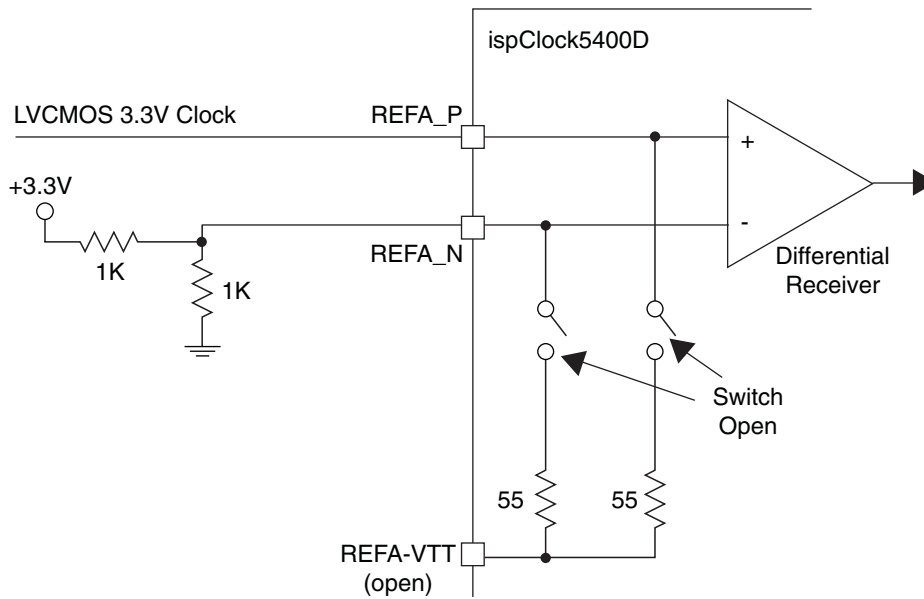 ispClock5400D
LVCMOS 3.3V Clock
REFA_P
+
+3.3V
-
REFA_N
1K
1K
Differential
Receiver
Switch
Open
55
55
REFA-VTT
(open)